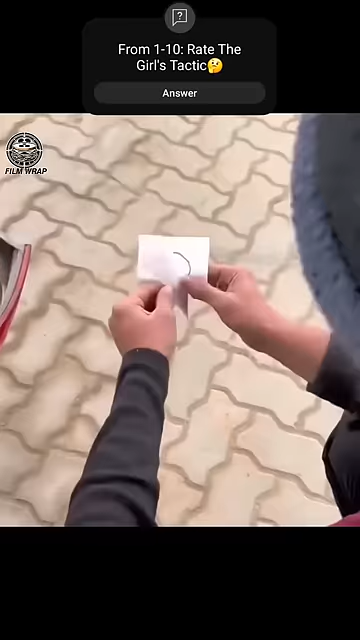 From 1-10: Rate The
Girl's Tactic🤔
Answer
FILM WRAP